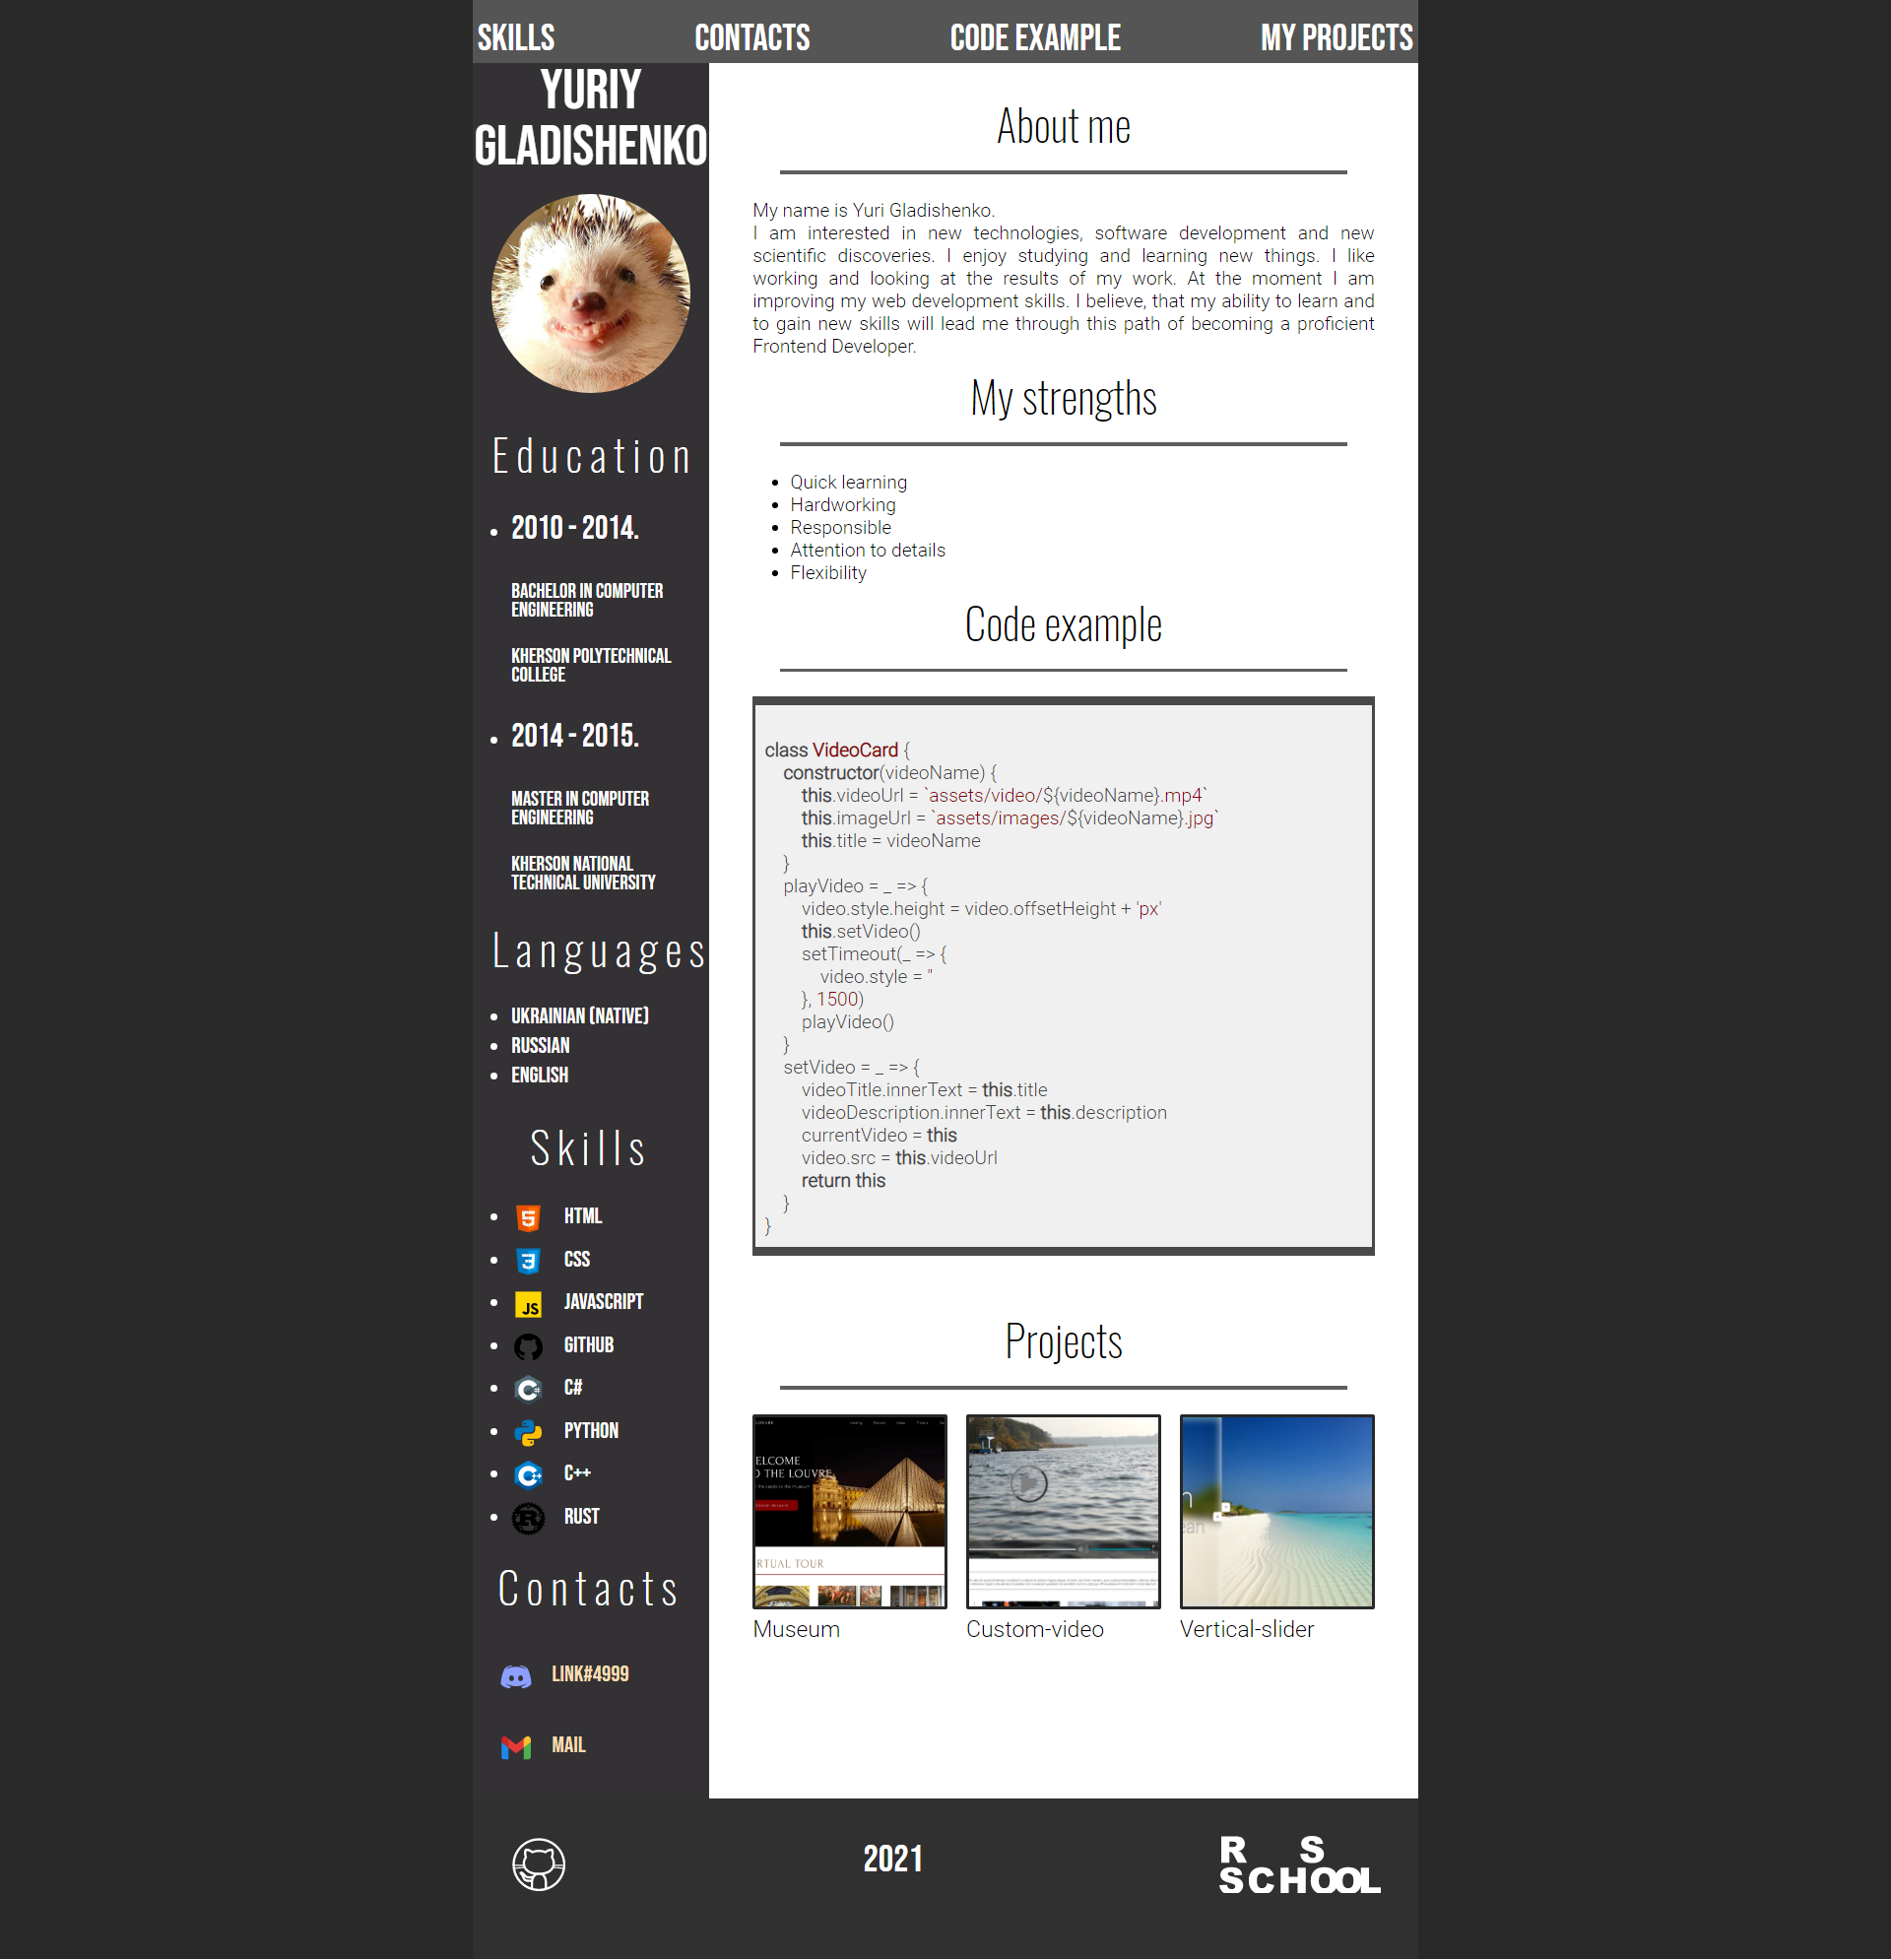 SKILLS CONTACTS CODE EXAMPLE MY PROJECTS
YURIY
GLADISHENKO
Education
2010 - 2014.
BACHELOR IN COMPUTER
ENGINEERING
KHERSON POLYTECHNICAL
COLLEGE
2014 - 2015.
MASTER IN COMPUTER
ENGINEERING
KHERSON NATIONAL
TECHNICAL UNIVERSITY
Languages
UKRAINIAN (NATIVE)
RUSSIAN
ENGLISH
Skills
HTML
CSS
JS JAVASCRIPT
GITHUB
C#
PYTHON
C++
RUST
Contacts
LINK#4999
MAIL
About me
My name is Yuri Gladishenko.
I am interested in new technologies, software development and new
scientific discoveries. I enjoy studying and learning new things. I like
working and looking at the results of my work. At the moment I am
improving my web development skills. I believe, that my ability to learn and
to gain new skills will lead me through this path of becoming a proficient
Frontend Developer.
My strengths
Quick learning
Hardworking
Responsible
Attention to details
Flexibility
Code example
class VideoCard {
constructor(videoName) {
this.videoUrl = `assets/video/${videoName}.mp4`
this.imageUrl = `assets/images/${videoName}.jpg`
this.title = videoName
}
playVideo = _ => {
video.style.height = video.offsetHeight + 'px'
this.setVideo()
setTimeout(_ => {
video.style = ''
}, 1500)
playVideo()
}
setVideo = _ => {
videoTitle.innerText = this.title
videoDescription.innerText = this.description
currentVideo = this
video.src = this.videoUrl
return this
}
}
Projects
ELCOME
O THE LOUVRE
RTUAL TOUR
Museum
Custom-video
Vertical-slider
2021
R S
SCHOOL